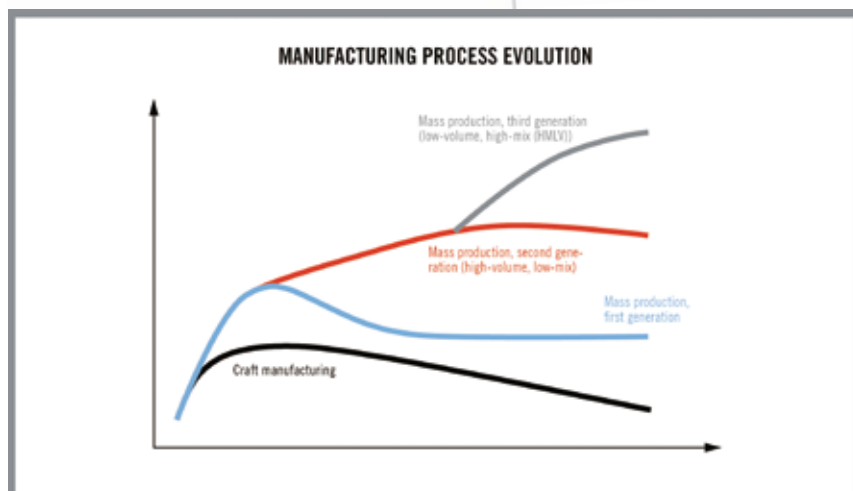 MANUFACTURING PROCESS EVOLUTION
Mass production, third generation
(low-volume, high-mix (HMLV))
Mass production, second gene-
ration (high-volume, low-mix)
Mass production,
first generation
Craft manufacturing